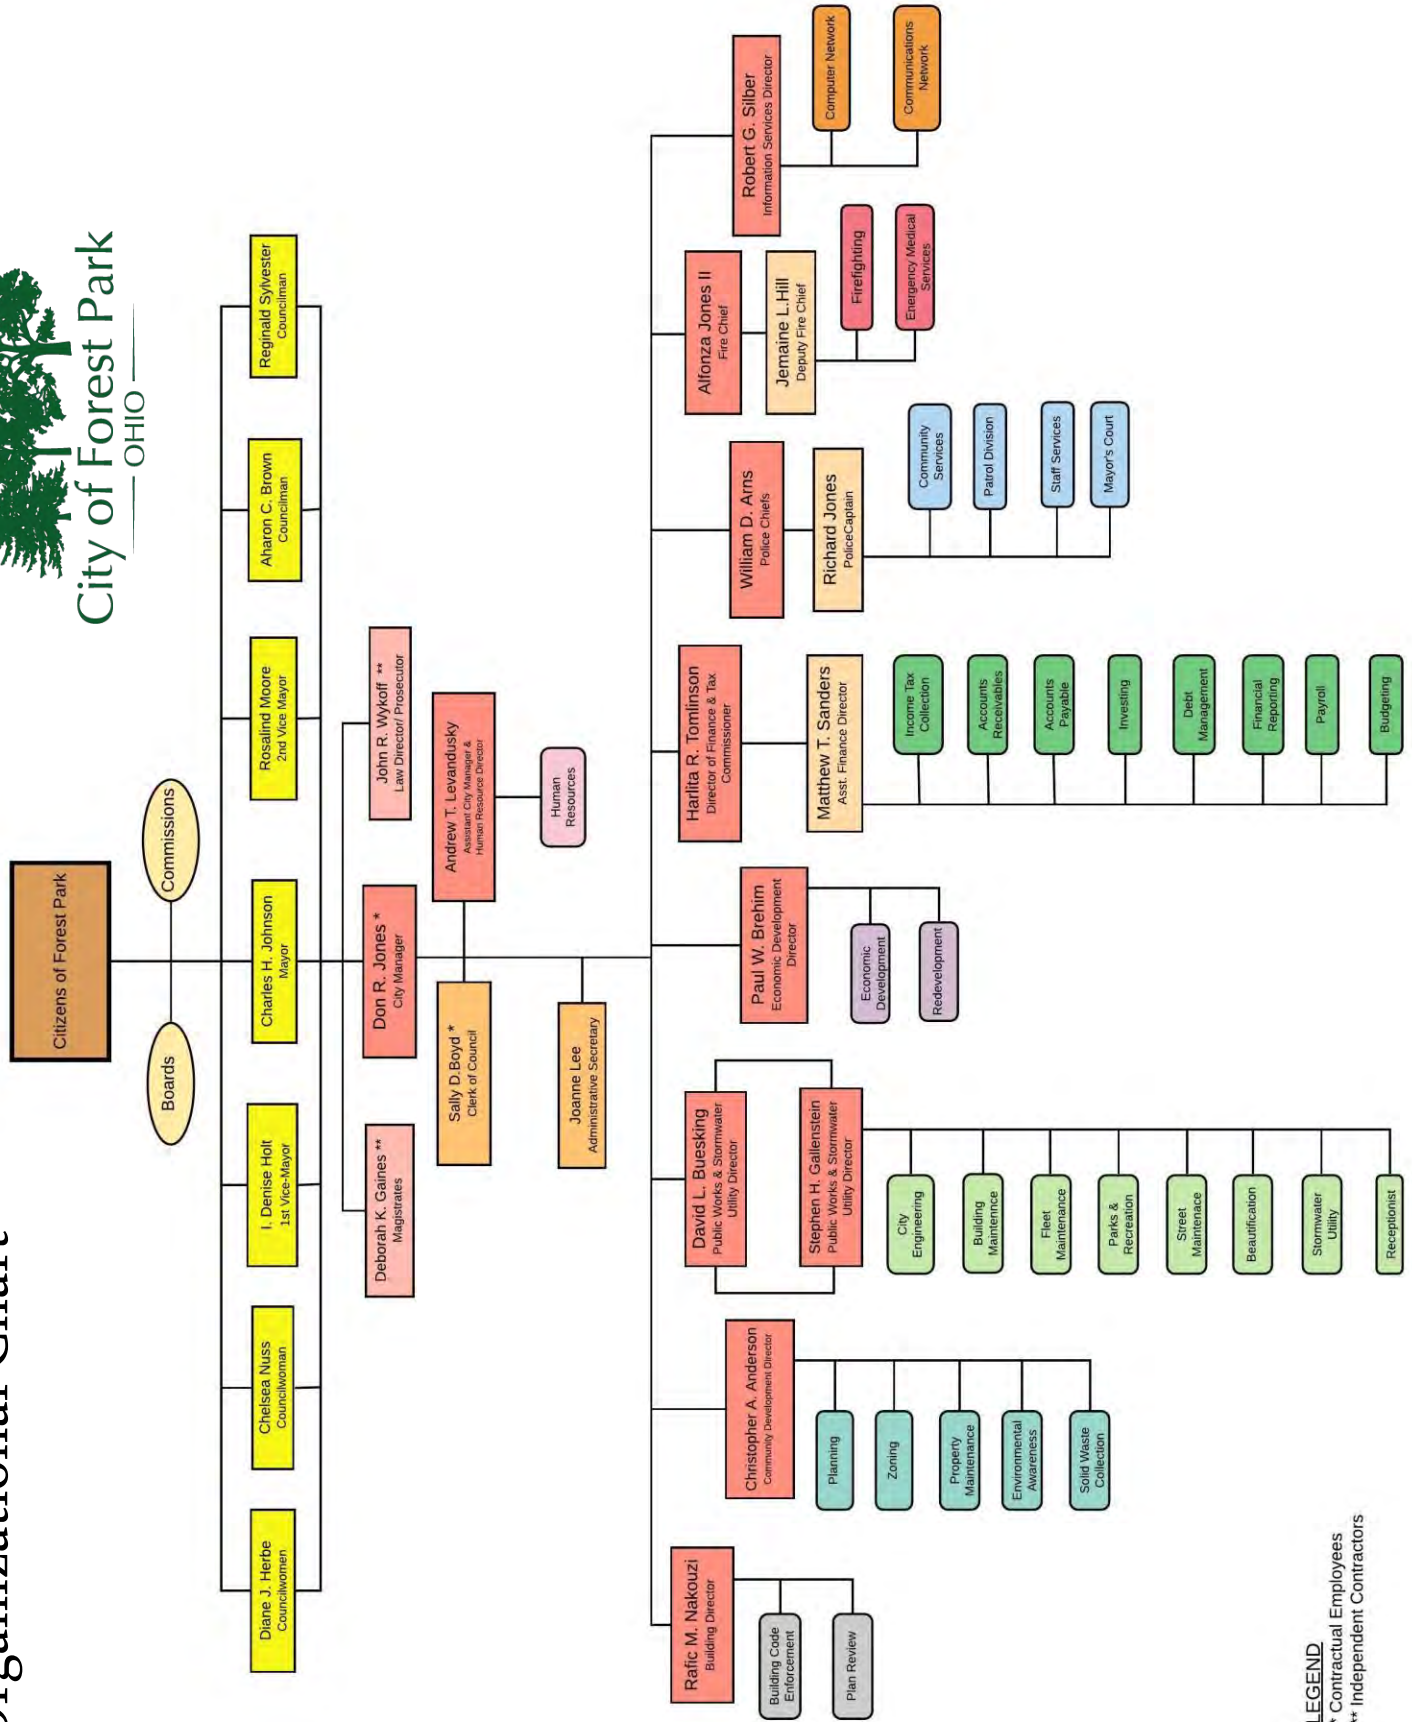 Organizational Chart
City of Forest Park
OHIO
Citizens of Forest Park
Boards
Commissions
Diane J. Herbe
Councilwomen
Chelsea Nuss
Councilwoman
I. Denise Holt
1st Vice-Mayor
Charles H. Johnson
Mayor
Rosalind Moore
2nd Vice Mayor
Aharon C. Brown
Councilman
Reginald Sylvester
Councilman
Deborah K. Gaines **
Magistrates
Don R. Jones *
City Manager
John R. Wykoff **
Law Director/ Prosecutor
Sally D.Boyd *
Clerk of Council
Andrew T. Levandusky
Assistant City Manager &
Human Resource Director
Human
Resources
Joanne Lee
Administrative Secretary
Rafic M. Nakouzi
Building Director
Building Code
Enforcement
Plan Review
Christopher A. Anderson
Community Development Director
Planning
Zoning
Property
Maintenance
Environmental
Awareness
Solid Waste
Collection
David L. Buesking
Public Works & Stormwater
Utility Director
Stephen H. Gallenstein
Public Works & Stormwater
Utility Director
City
Engineering
Building
Maintennce
Fleet
Maintenance
Parks &
Recreation
Street
Maintenace
Beautification
Stormwater
Utility
Receptionist
Paul W. Brehim
Economic Development
Director
Economic
Development
Redevelopment
Harlita R. Tomlinson
Director of Finance & Tax
Commissioner
Matthew T. Sanders
Asst. Finance Director
Income Tax
Collection
Accounts
Receivables
Accounts
Payable
Investing
Debt
Management
Financial
Reporting
Payroll
Budgeting
William D. Arns
Police Chiefs
Richard Jones
PoliceCaptain
Community
Services
Patrol Division
Staff Services
Mayor's Court
Alfonza Jones II
Fire Chief
Jemaine L.Hill
Deputy Fire Chief
Firefighting
Emergency Medical
Services
Robert G. Silber
Information Services Director
Computer Network
Communications
Network
LEGEND
* Contractual Employees
** Independent Contractors